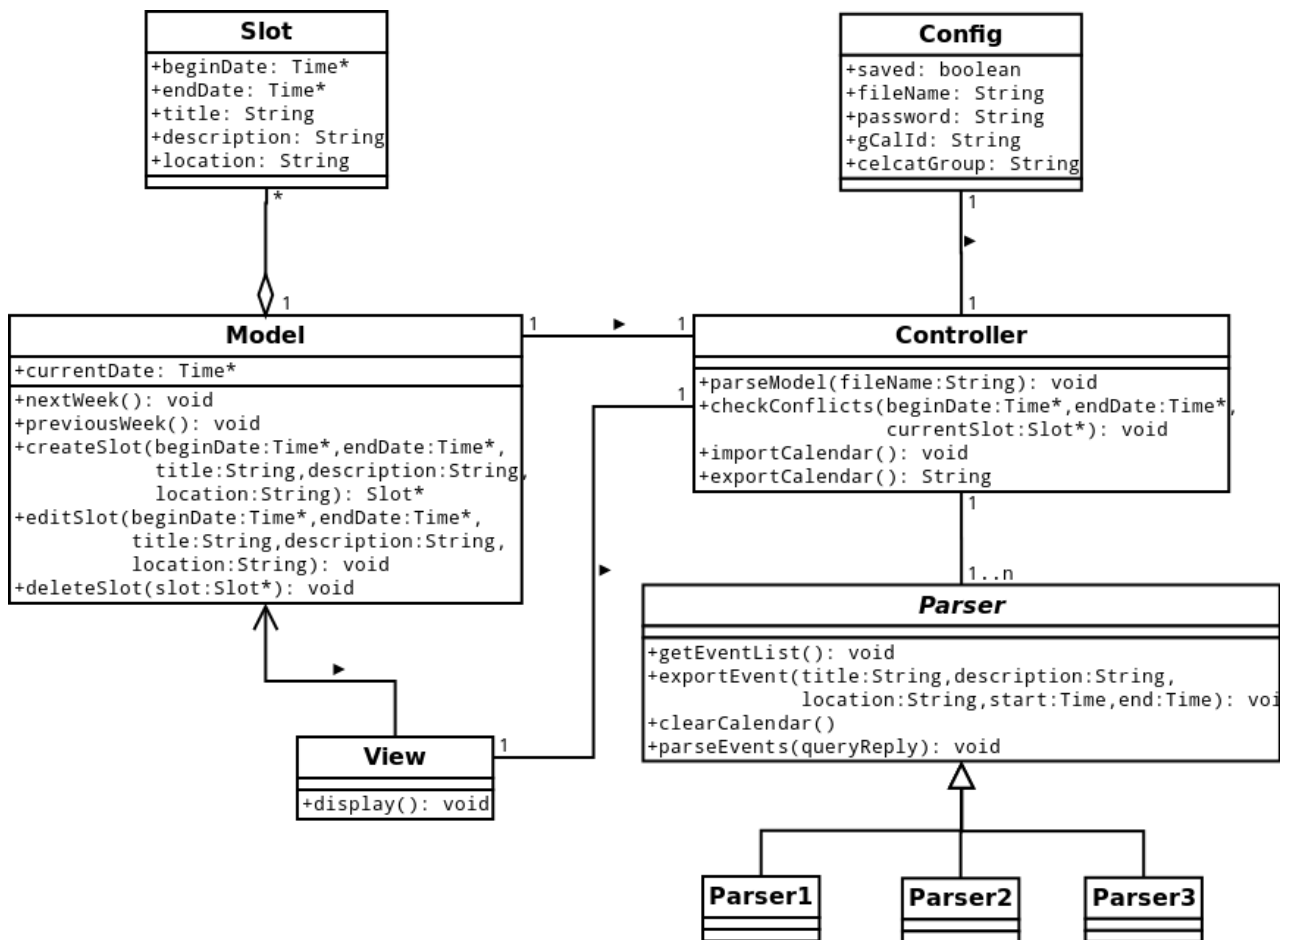 Slot
+beginDate: Time*
+endDate: Time*
+title: String
+description: String
+location: String
*
1
Config
+saved: boolean
+fileName: String
+password: String
+gCalId: String
+celcatGroup: String
1
1
Model
+currentDate: Time*
+nextWeek(): void
+previousWeek(): void
+createSlot(beginDate:Time*,endDate:Time*,
title:String,description:String,
location:String): Slot*
+editSlot(beginDate:Time*,endDate:Time*,
title:String,description:String,
location:String): void
+deleteSlot(slot:Slot*): void
1
1
1
Controller
+parseModel(fileName:String): void
+checkConflicts(beginDate:Time*,endDate:Time*,
currentSlot:Slot*): void
+importCalendar(): void
+exportCalendar(): String
1
1..n
Parser
+getEventList(): void
+exportEvent(title:String,description:String,
location:String,start:Time,end:Time): voi
+clearCalendar()
+parseEvents(queryReply): void
View
+display(): void
1
Parser1
Parser2
Parser3